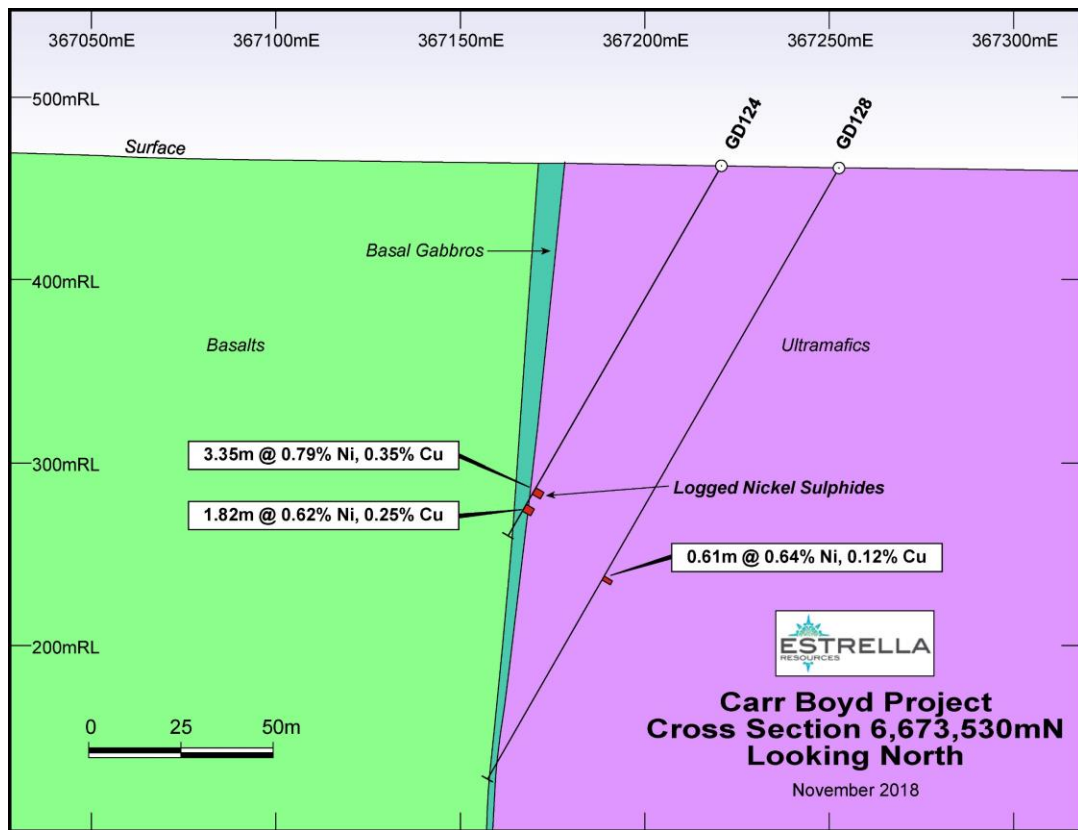 367050mE
367100mE
367150mE
367200mE
367250mE
367300mE
500mRL
GD124
GD128
Surface
Basal Gabbros
400mRL
Basalts
Ultramafics
300mRL
3.35m @ 0.79% Ni, 0.35% Cu
Logged Nickel Sulphides
1.82m @ 0.62% Ni, 0.25% Cu
0.61m @ 0.64% Ni, 0.12% Cu
200mRL
ESTRELLA
RESOURCES
0 25 50m
Carr Boyd Project
Cross Section 6,673,530mN
Looking North
November 2018